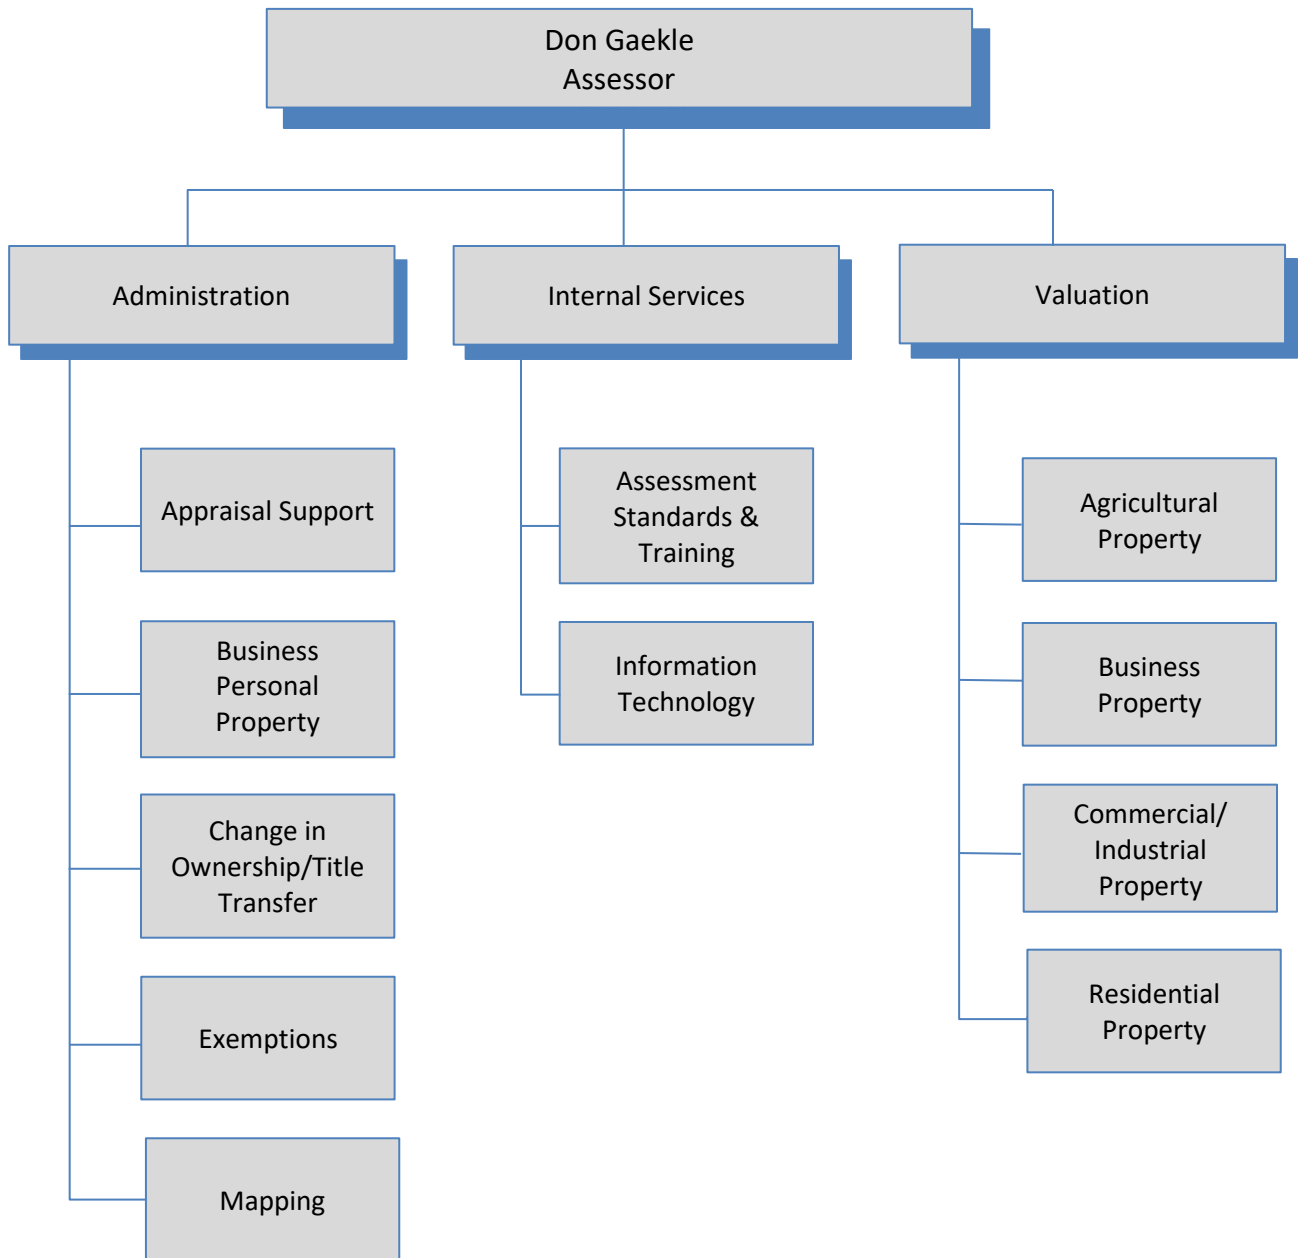 Don Gaekle
Assessor
Administration
Internal Services
Valuation
Appraisal Support
Business
Personal
Property
Change in
Ownership/Title
Transfer
Exemptions
Mapping
Assessment
Standards &
Training
Information
Technology
Agricultural
Property
Business
Property
Commercial/
Industrial
Property
Residential
Property